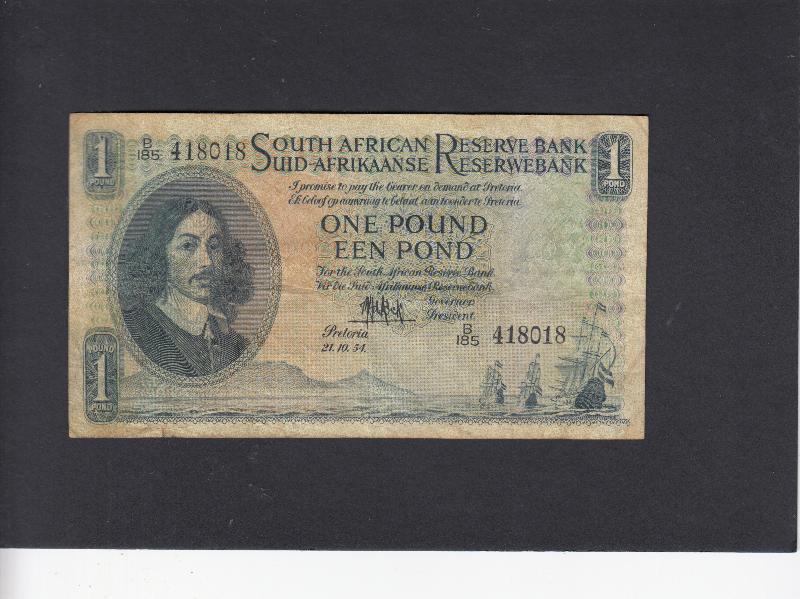 1
POUND
B
185 418018
SOUTH AFRICAN RESERVE BANK
SUID-AFRIKAANSE RESERWEBANK
1
POND
I promise to pay the bearer on demand at Pretoria.
Ek beloof op aanvraag te betaal aan toonder te Pretoria.
ONE POUND
EEN POND
For the South African Reserve Bank.
Vir die Suid-Afrikaanse Reserwebank.
Governor
President.
Pretoria
21.10.54.
B
185 418018
POUND
1
POND